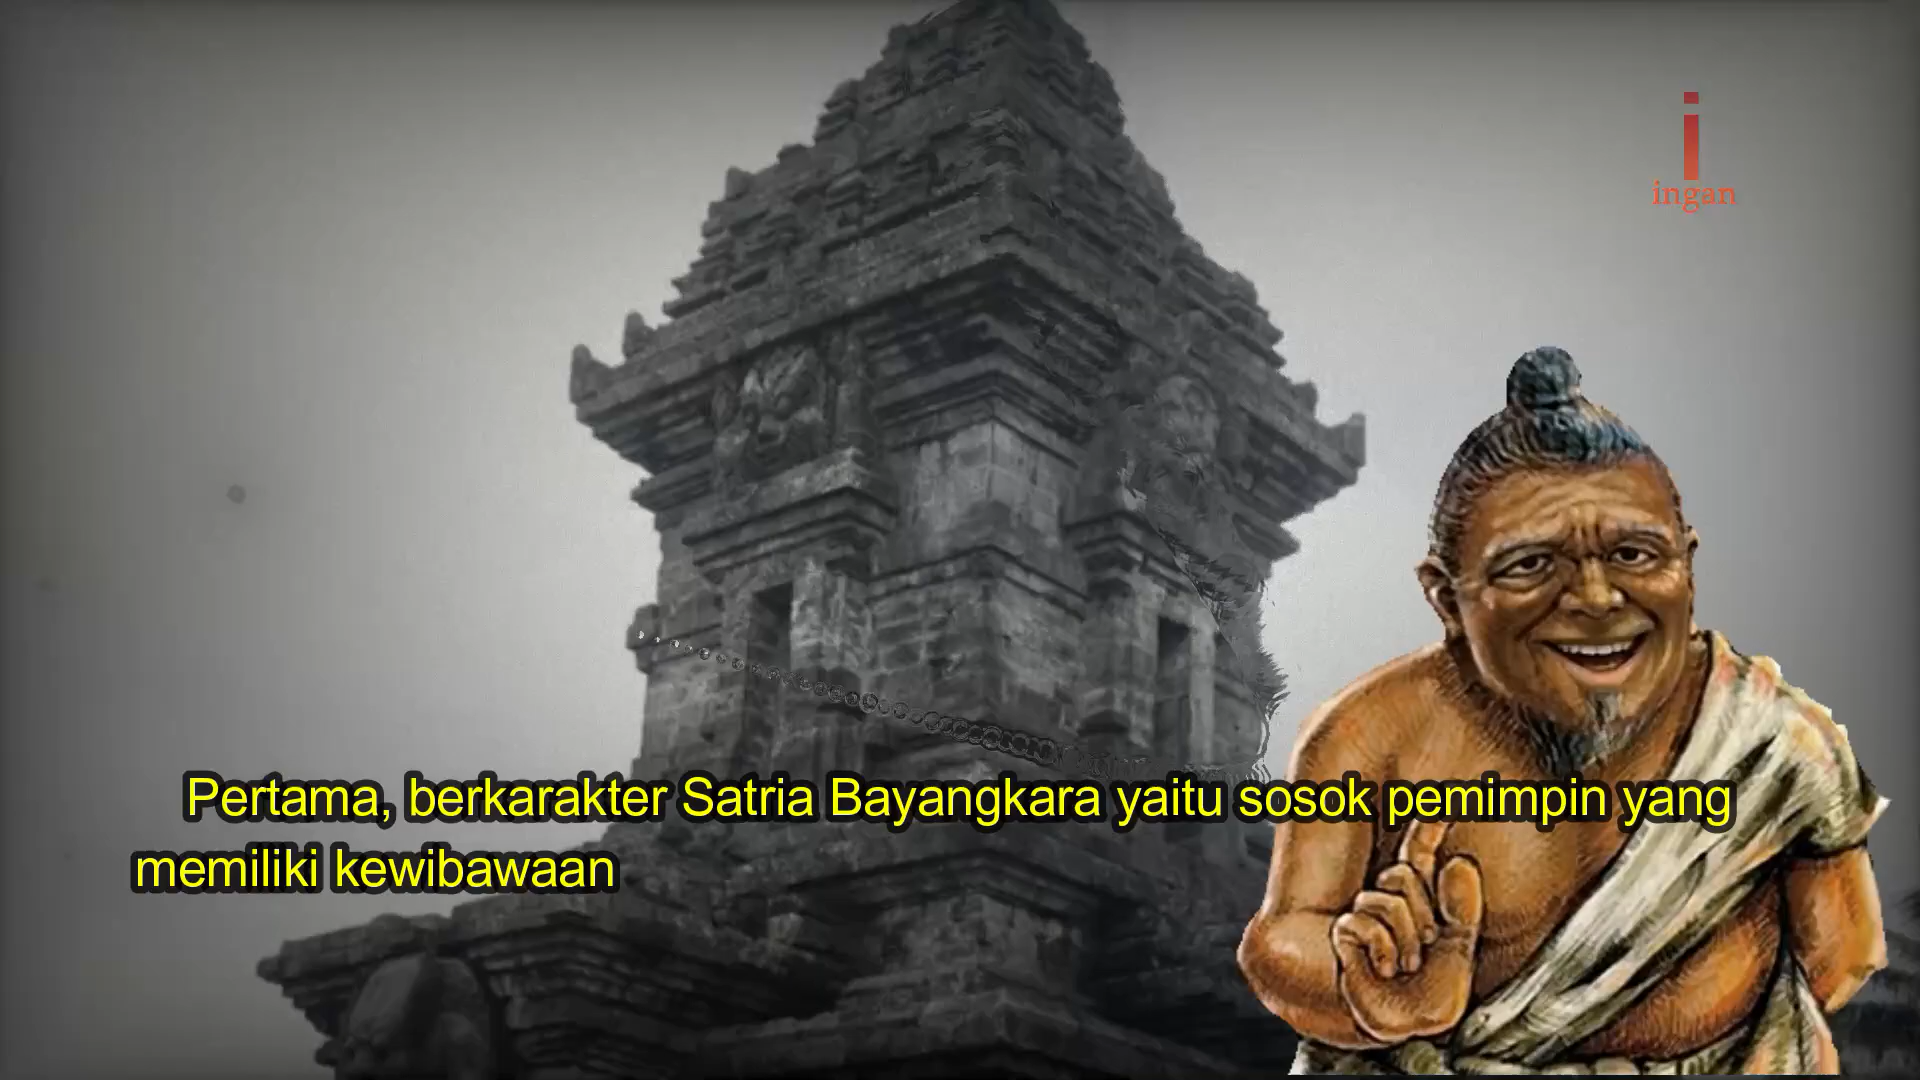 i
ingan
Pertama, berkarakter Satria Bayangkara yaitu sosok pemimpin yang
memiliki kewibawaan